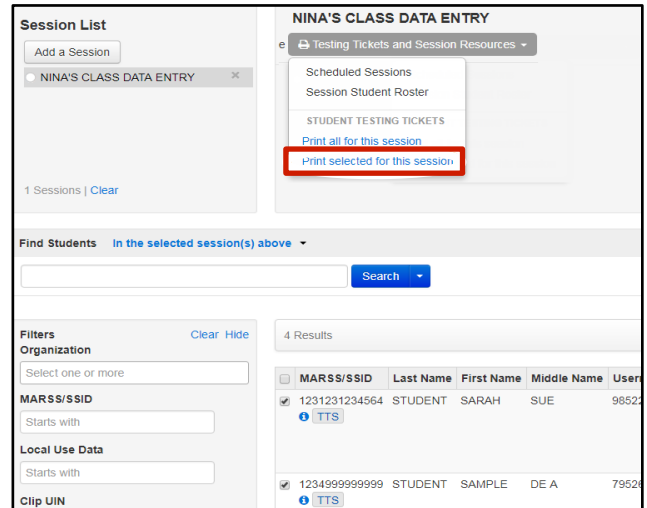 Session List
Add a Session
NINA'S CLASS DATA ENTRY ×
1 Sessions | Clear
NINA'S CLASS DATA ENTRY
e Testing Tickets and Session Resources
Scheduled Sessions
Session Student Roster
STUDENT TESTING TICKETS
Print all for this session
Print selected for this session
Find Students In the selected session(s) above
Search
Filters Clear Hide
Organization
Select one or more
MARSS/SSID
Starts with
Local Use Data
Starts with
Clip UIN
4 Results
MARSS/SSID Last Name First Name Middle Name Usern
1231231234564 STUDENT SARAH SUE 98522
TTS
1234999999999 STUDENT SAMPLE DE A 79526
TTS